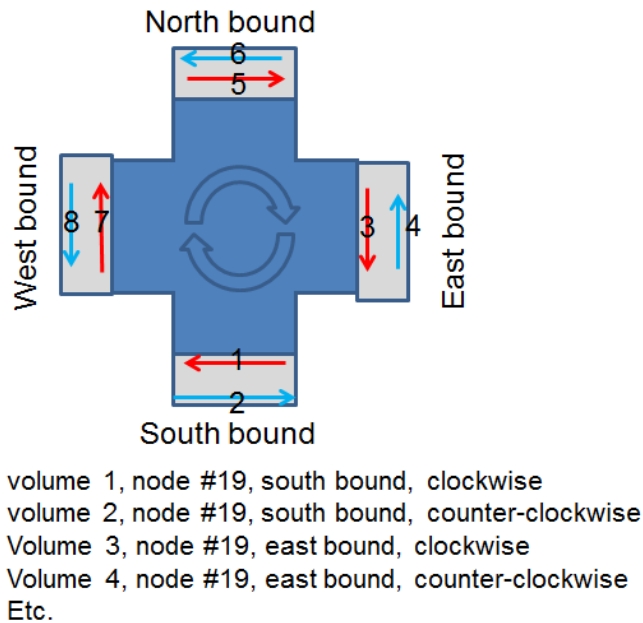 North bound
6
5
West bound
8
7
3
4
East bound
1
2
South bound
volume 1, node #19, south bound, clockwise
volume 2, node #19, south bound, counter-clockwise
Volume 3, node #19, east bound, clockwise
Volume 4, node #19, east bound, counter-clockwise
Etc.